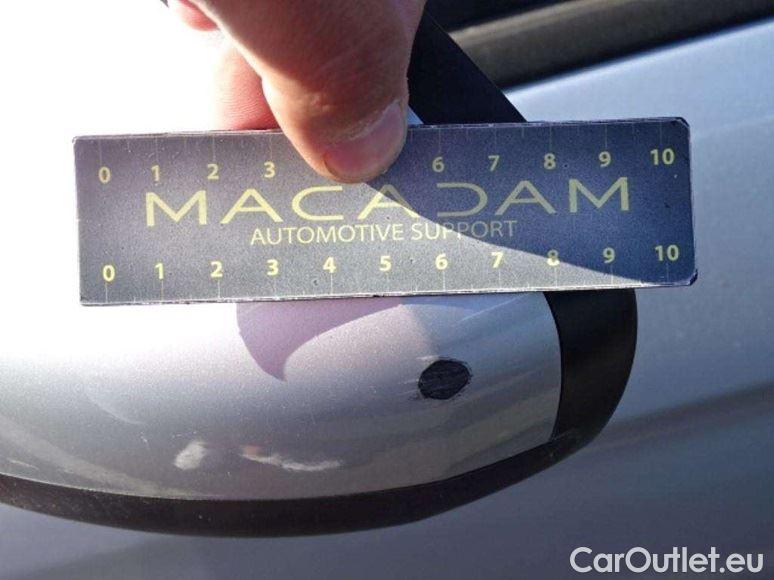 0 1 2 3 6 7 8 9 10
MACADAM
AUTOMOTIVE SUPPORT
0 1 2 3 4 5 6 7 8 9 10
CarOutlet.eu